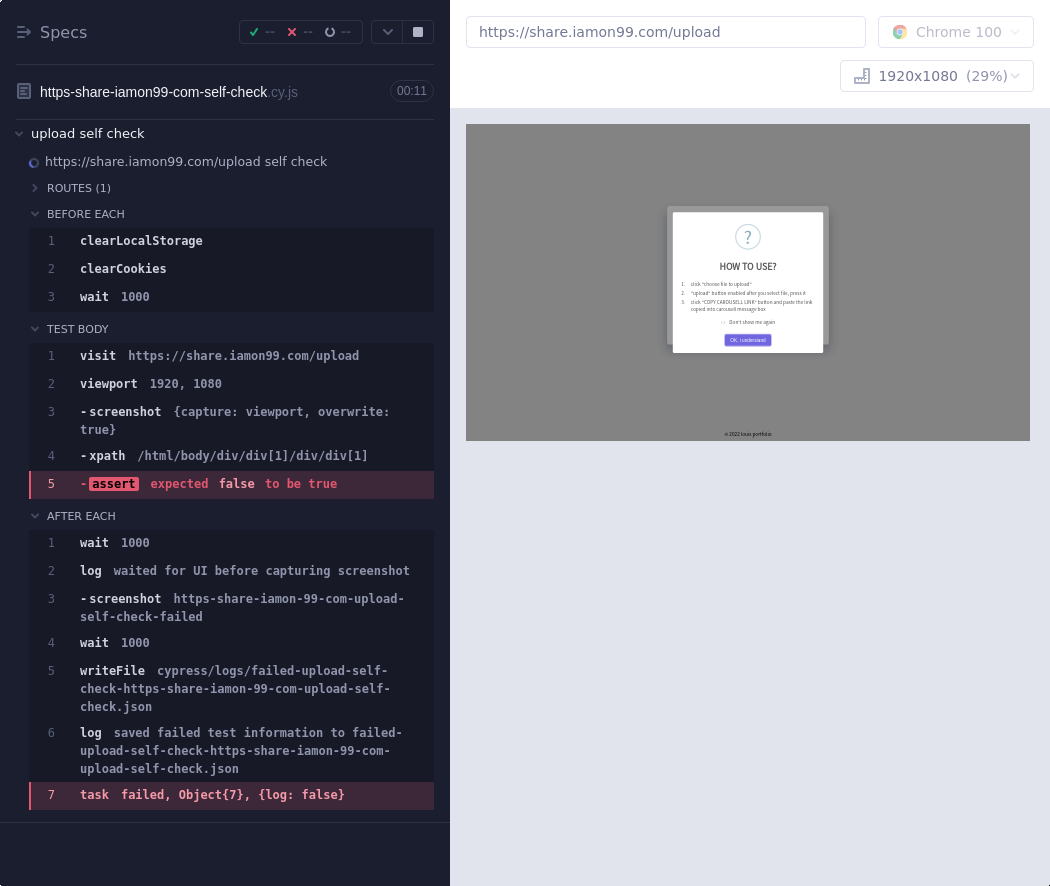 Specs
-- -- --
https-share-iamon99-com-self-check.cy.js 00:11
upload self check
https://share.iamon99.com/upload self check
ROUTES (1)
BEFORE EACH
1 clearLocalStorage
2 clearCookies
3 wait 1000
TEST BODY
1 visit https://share.iamon99.com/upload
2 viewport 1920, 1080
3 -screenshot {capture: viewport, overwrite:
true}
4 -xpath /html/body/div/div[1]/div/div[1]
5 -assert expected false to be true
AFTER EACH
1 wait 1000
2 log waited for UI before capturing screenshot
3 -screenshot https-share-iamon-99-com-upload-
self-check-failed
4 wait 1000
5 writeFile cypress/logs/failed-upload-self-
check-https-share-iamon-99-com-upload-self-
check.json
6 log saved failed test information to failed-
upload-self-check-https-share-iamon-99-com-
upload-self-check.json
7 task failed, Object{7}, {log: false}
https://share.iamon99.com/upload
Chrome 100
1920x1080 (29%)
?
HOW TO USE?
1. click "choose file to upload"
2. "upload" button enabled after you select file, press it
3. click "COPY CAROUSELL LINK" button and paste the link
copied into carousell message box
Don't show me again
OK, I understand
© 2022 louis portfolio